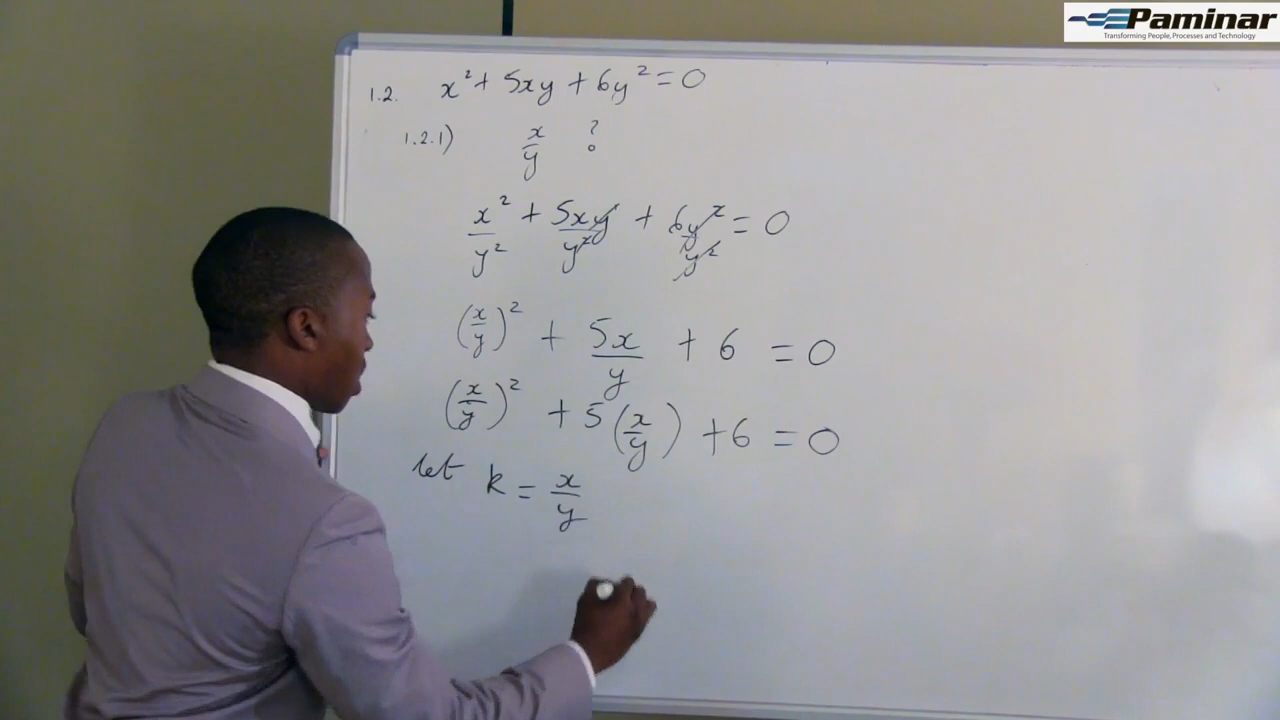 Paminar
Transforming People, Processes and Technology
1.2. x² + 5xy + 6y² = 0
1.2.1) x/y ?
x²/y² + 5xy/y² + 6y²/y² = 0
(x/y)² + 5x/y + 6 = 0
(x/y)² + 5(x/y) + 6 = 0
let k = x/y